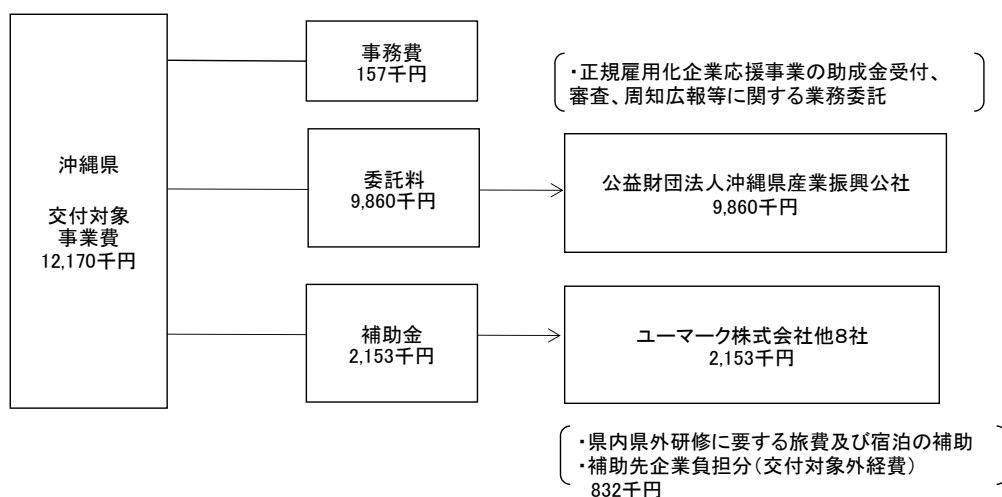 沖縄県
交付対象
事業費
12,170千円
事務費
157千円
・正規雇用化企業応援事業の助成金受付、
審査、周知広報等に関する業務委託
委託料
9,860千円
公益財団法人沖縄県産業振興公社
9,860千円
補助金
2,153千円
ユーマーク株式会社他8社
2,153千円
・県内県外研修に要する旅費及び宿泊の補助
・補助先企業負担分(交付対象外経費)
832千円